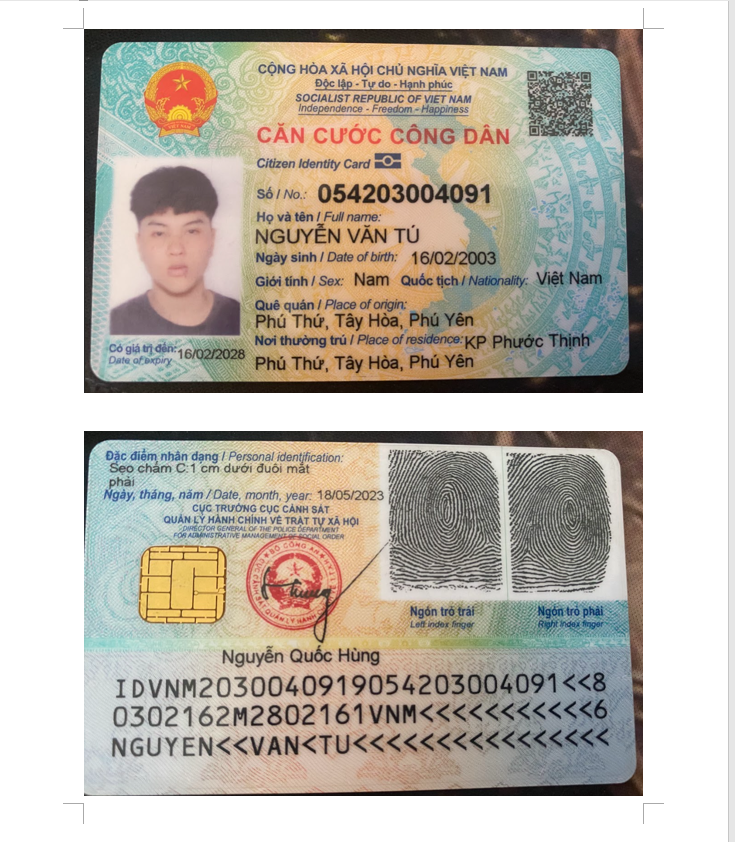 CỘNG HÒA XÃ HỘI CHỦ NGHĨA VIỆT NAM
Độc lập - Tự do - Hạnh phúc
SOCIALIST REPUBLIC OF VIET NAM
Independence - Freedom - Happiness
CĂN CƯỚC CÔNG DÂN
Citizen Identity Card
Số / No.: 054203004091
Họ và tên / Full name:
NGUYỄN VĂN TÚ
Ngày sinh / Date of birth: 16/02/2003
Giới tính / Sex: Nam Quốc tịch / Nationality: Việt Nam
Quê quán / Place of origin:
Phú Thứ, Tây Hòa, Phú Yên
Nơi thường trú / Place of residence: KP Phước Thịnh
Phú Thứ, Tây Hòa, Phú Yên
Có giá trị đến: 16/02/2028
Date of expiry
Đặc điểm nhân dạng / Personal identification:
Sẹo chấm C:1 cm dưới đuôi mắt
phải
Ngày, tháng, năm / Date, month, year: 18/05/2023
CỤC TRƯỞNG CỤC CẢNH SÁT
QUẢN LÝ HÀNH CHÍNH VỀ TRẬT TỰ XÃ HỘI
DIRECTOR GENERAL OF THE POLICE DEPARTMENT
FOR ADMINISTRATIVE MANAGEMENT OF SOCIAL ORDER
Ngón trỏ trái
Left index finger
Ngón trỏ phải
Right index finger
Nguyễn Quốc Hùng
IDVNM2030040919054203004091<<8
0302162M2802161VNM<<<<<<<<<<<6
NGUYEN<<VAN<TU<<<<<<<<<<<<<<<<